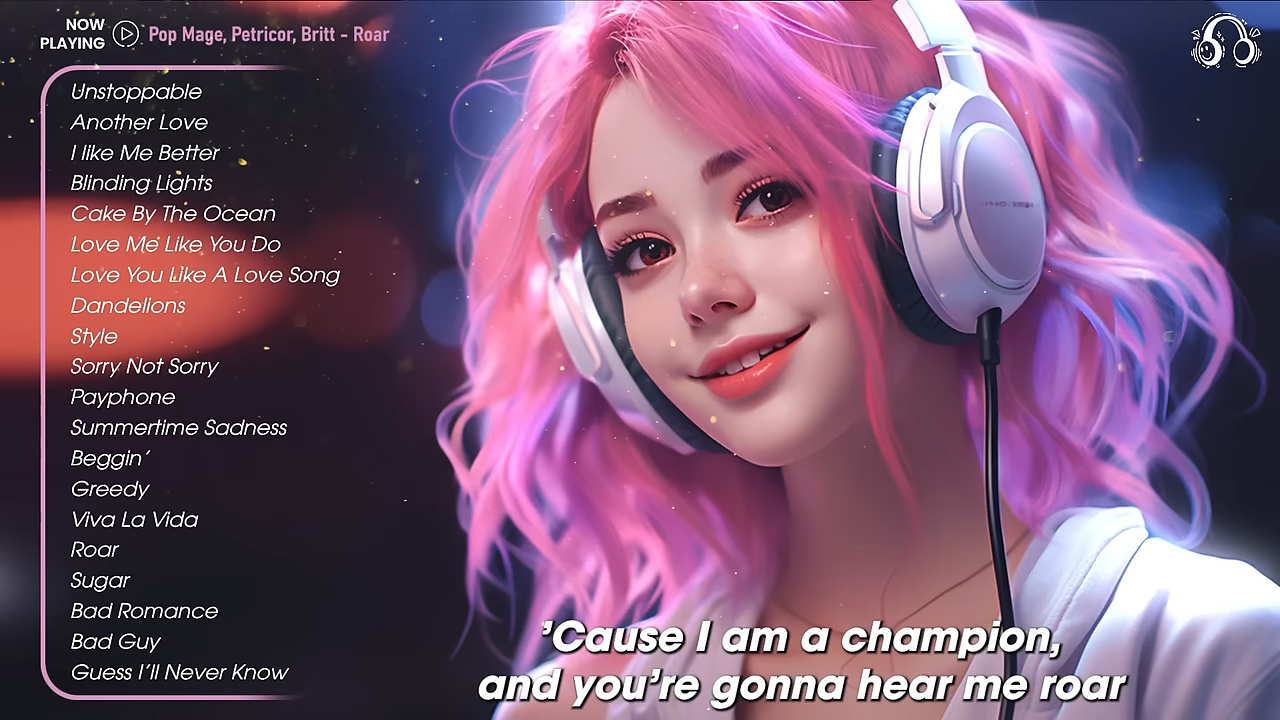 NOW
PLAYING
Pop Mage, Petricor, Britt - Roar
Unstoppable
Another Love
I like Me Better
Blinding Lights
Cake By The Ocean
Love Me Like You Do
Love You Like A Love Song
Dandelions
Style
Sorry Not Sorry
Payphone
Summertime Sadness
Beggin'
Greedy
Viva La Vida
Roar
Sugar
Bad Romance
Bad Guy
Guess I'll Never Know
'Cause I am a champion,
and you're gonna hear me roar